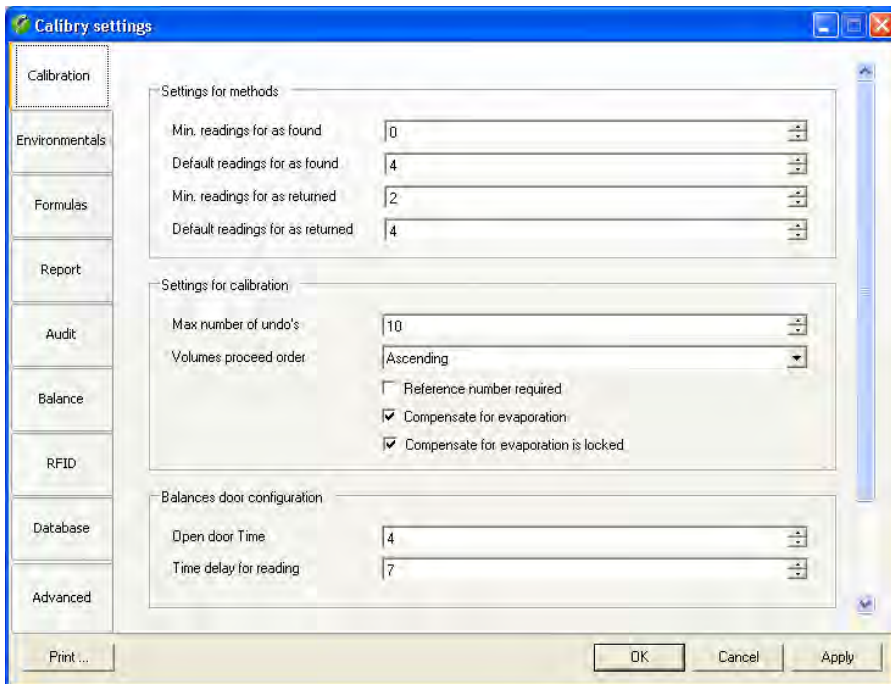 Calibry settings
Calibration
Environmentals
Formulas
Report
Audit
Balance
RFID
Database
Advanced
Settings for methods
Min. readings for as found 0
Default readings for as found 4
Min. readings for as returned 2
Default readings for as returned 4
Settings for calibration
Max number of undo's 10
Volumes proceed order Ascending
Reference number required
Compensate for evaporation
Compensate for evaporation is locked
Balances door configuration
Open door Time 4
Time delay for reading 7
Print ... OK Cancel Apply